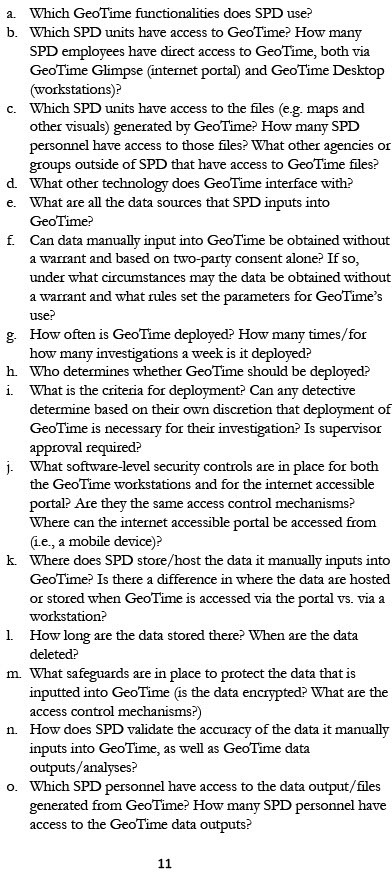 a. Which GeoTime functionalities does SPD use?
b. Which SPD units have access to GeoTime? How many
SPD employees have direct access to GeoTime, both via
GeoTime Glimpse (internet portal) and GeoTime Desktop
(workstations)?
c. Which SPD units have access to the files (e.g. maps and
other visuals) generated by GeoTime? How many SPD
personnel have access to those files? What other agencies or
groups outside of SPD that have access to GeoTime files?
d. What other technology does GeoTime interface with?
e. What are all the data sources that SPD inputs into
GeoTime?
f. Can data manually input into GeoTime be obtained without
a warrant and based on two-party consent alone? If so,
under what circumstances may the data be obtained without
a warrant and what rules set the parameters for GeoTime's
use?
g. How often is GeoTime deployed? How many times/for
how many investigations a week is it deployed?
h. Who determines whether GeoTime should be deployed?
i. What is the criteria for deployment? Can any detective
determine based on their own discretion that deployment of
GeoTime is necessary for their investigation? Is supervisor
approval required?
j. What software-level security controls are in place for both
the GeoTime workstations and for the internet accessible
portal? Are they the same access control mechanisms?
Where can the internet accessible portal be accessed from
(i.e., a mobile device)?
k. Where does SPD store/host the data it manually inputs into
GeoTime? Is there a difference in where the data are hosted
or stored when GeoTime is accessed via the portal vs. via a
workstation?
l. How long are the data stored there? When are the data
deleted?
m. What safeguards are in place to protect the data that is
inputted into GeoTime (is the data encrypted? What are the
access control mechanisms?)
n. How does SPD validate the accuracy of the data it manually
inputs into GeoTime, as well as GeoTime data
outputs/analyses?
o. Which SPD personnel have access to the data output/files
generated from GeoTime? How many SPD personnel have
access to the GeoTime data outputs?
11